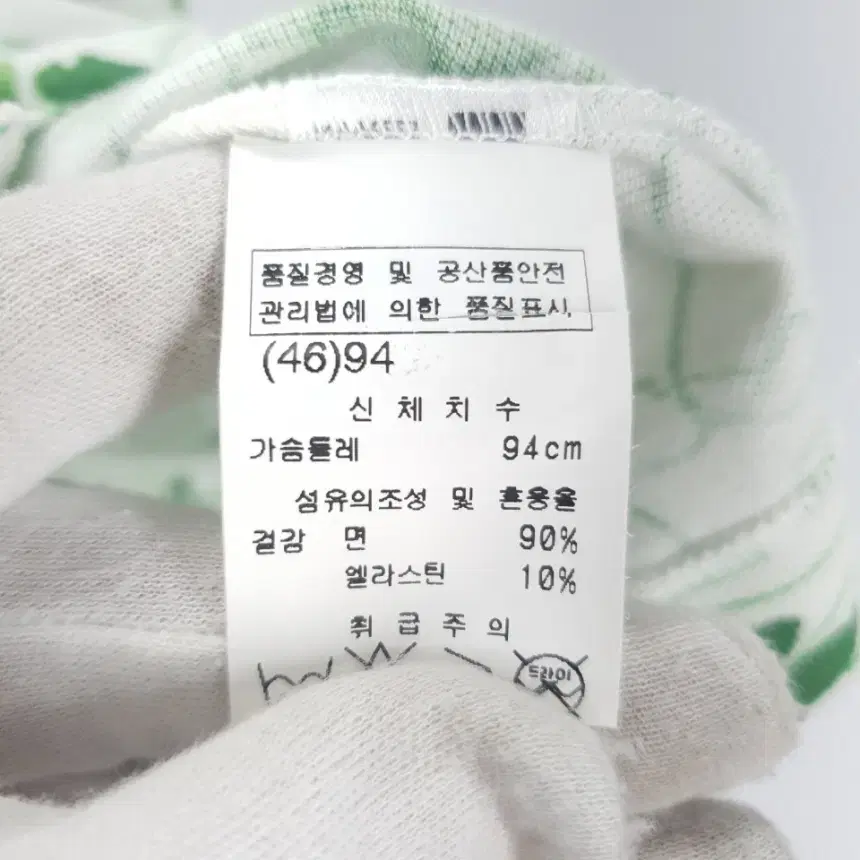 품질경영 및 공산품안전
관리법에 의한 품질표시.
(46)94
신 체 치 수
가슴둘레 94cm
섬유의조성 및 혼용율
겉감 면 90%
엘라스틴 10%
취 급 주 의
드라이